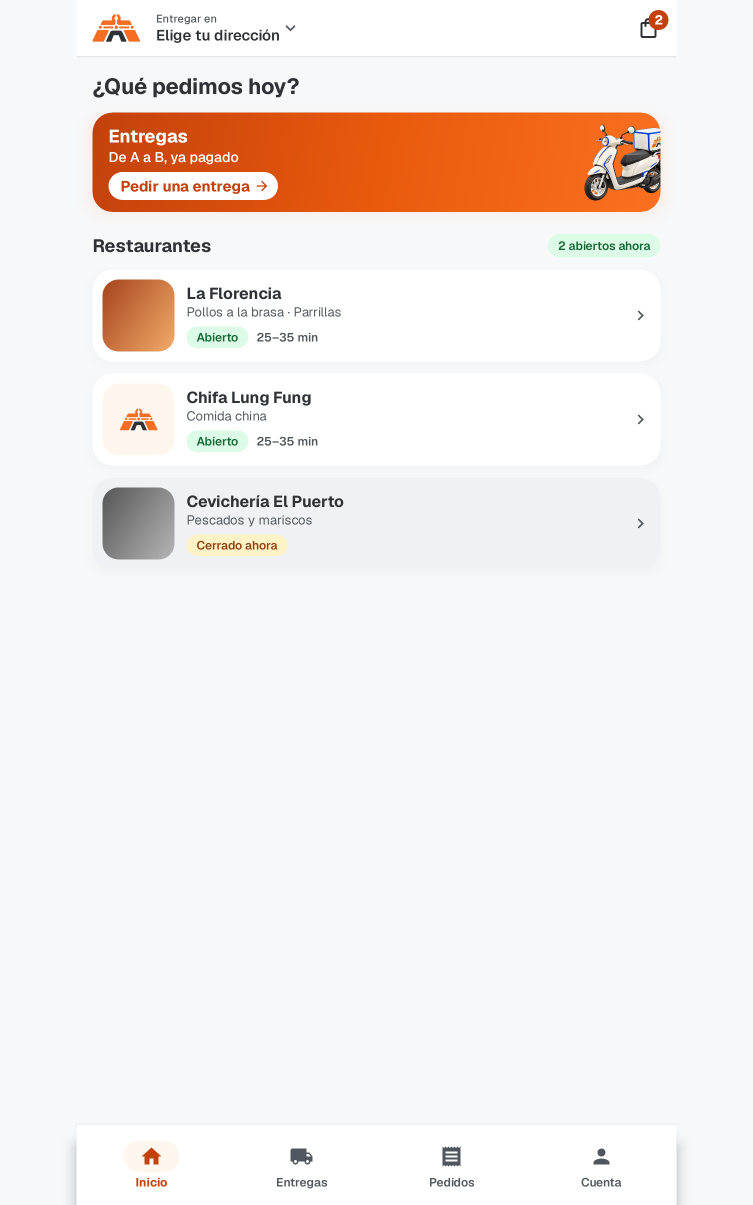 Entregar en
Elige tu dirección
2
¿Qué pedimos hoy?
Entregas
De A a B, ya pagado
Pedir una entrega →
Restaurantes
2 abiertos ahora
La Florencia
Pollos a la brasa · Parrillas
Abierto 25–35 min
Chifa Lung Fung
Comida china
Abierto 25–35 min
Cevichería El Puerto
Pescados y mariscos
Cerrado ahora
Inicio Entregas Pedidos Cuenta